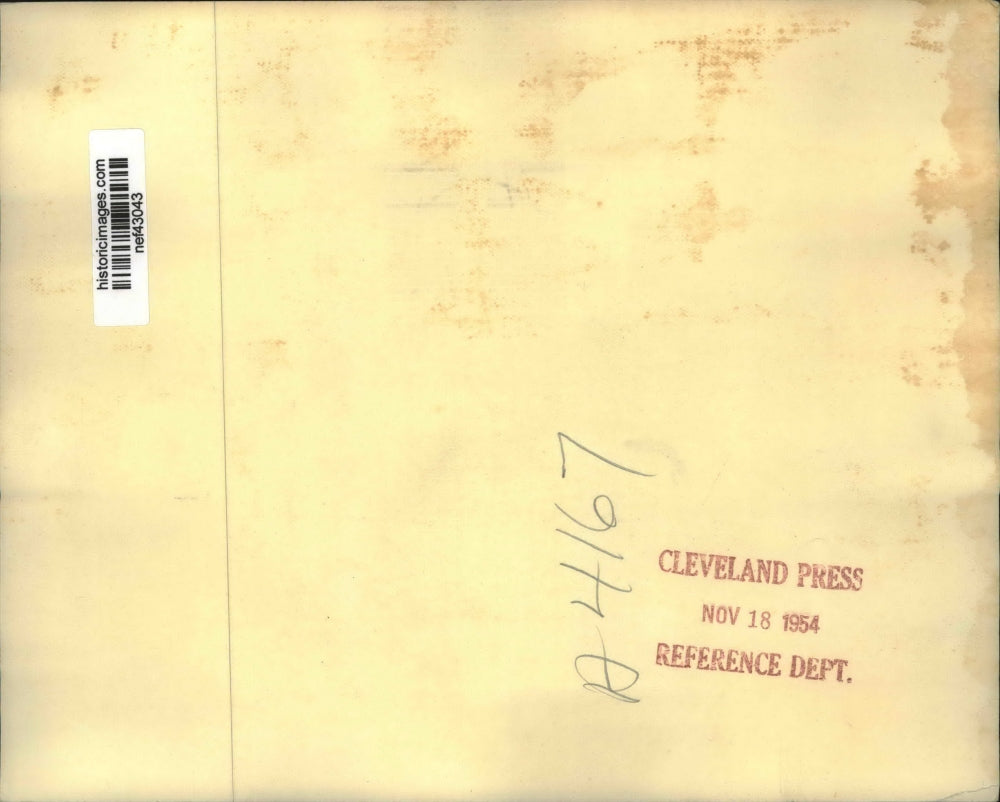 historicimages.com
nef43043
A-4167
CLEVELAND PRESS
NOV 18 1954
REFERENCE DEPT.